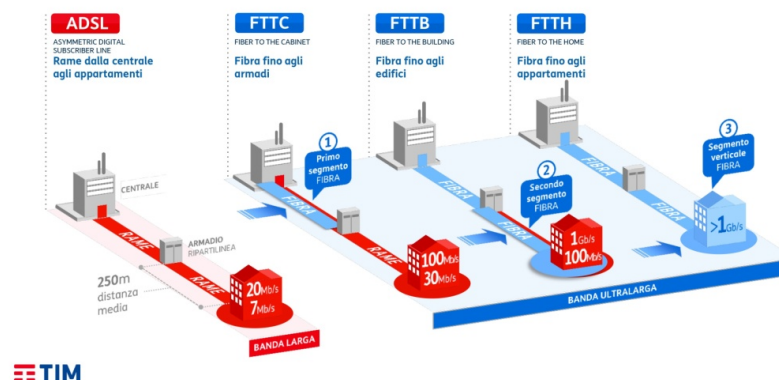 ADSL
ASYMMETRIC DIGITAL
SUBSCRIBER LINE
Rame dalla centrale
agli appartamenti
FTTC
FIBER TO THE CABINET
Fibra fino agli
armadi
FTTB
FIBER TO THE BUILDING
Fibra fino agli
edifici
FTTH
FIBER TO THE HOME
Fibra fino agli
appartamenti
CENTRALE
RAME
ARMADIO
RIPARTILINEA
RAME
250m
distanza
media
20Mb/s
7Mb/s
BANDA LARGA
1
Primo
segmento
FIBRA
FIBRA
RAME
100Mb/s
30Mb/s
FIBRA
2
Secondo
segmento
FIBRA
FIBRA
1Gb/s
100Mb/s
FIBRA
FIBRA
3
Segmento
verticale
FIBRA
>1Gb/s
BANDA ULTRALARGA
TIM